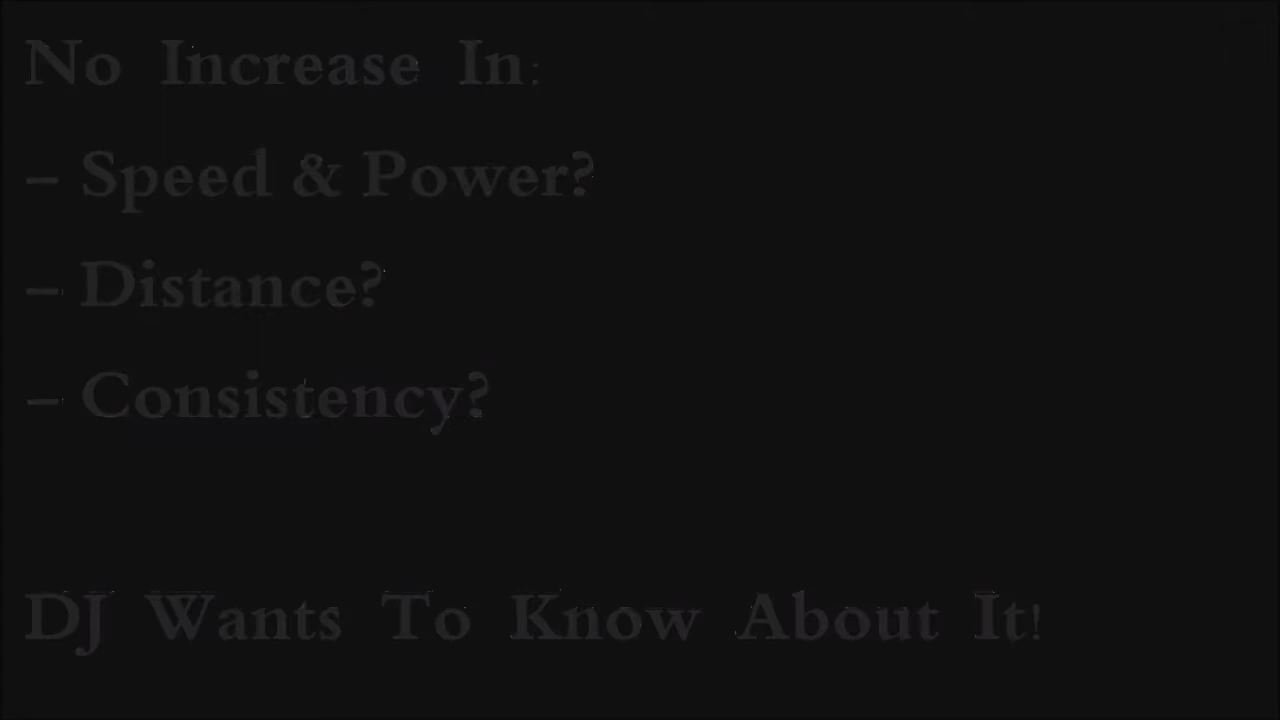 No Increase In:
– Speed & Power?
– Distance?
– Consistency?
DJ Wants To Know About It!